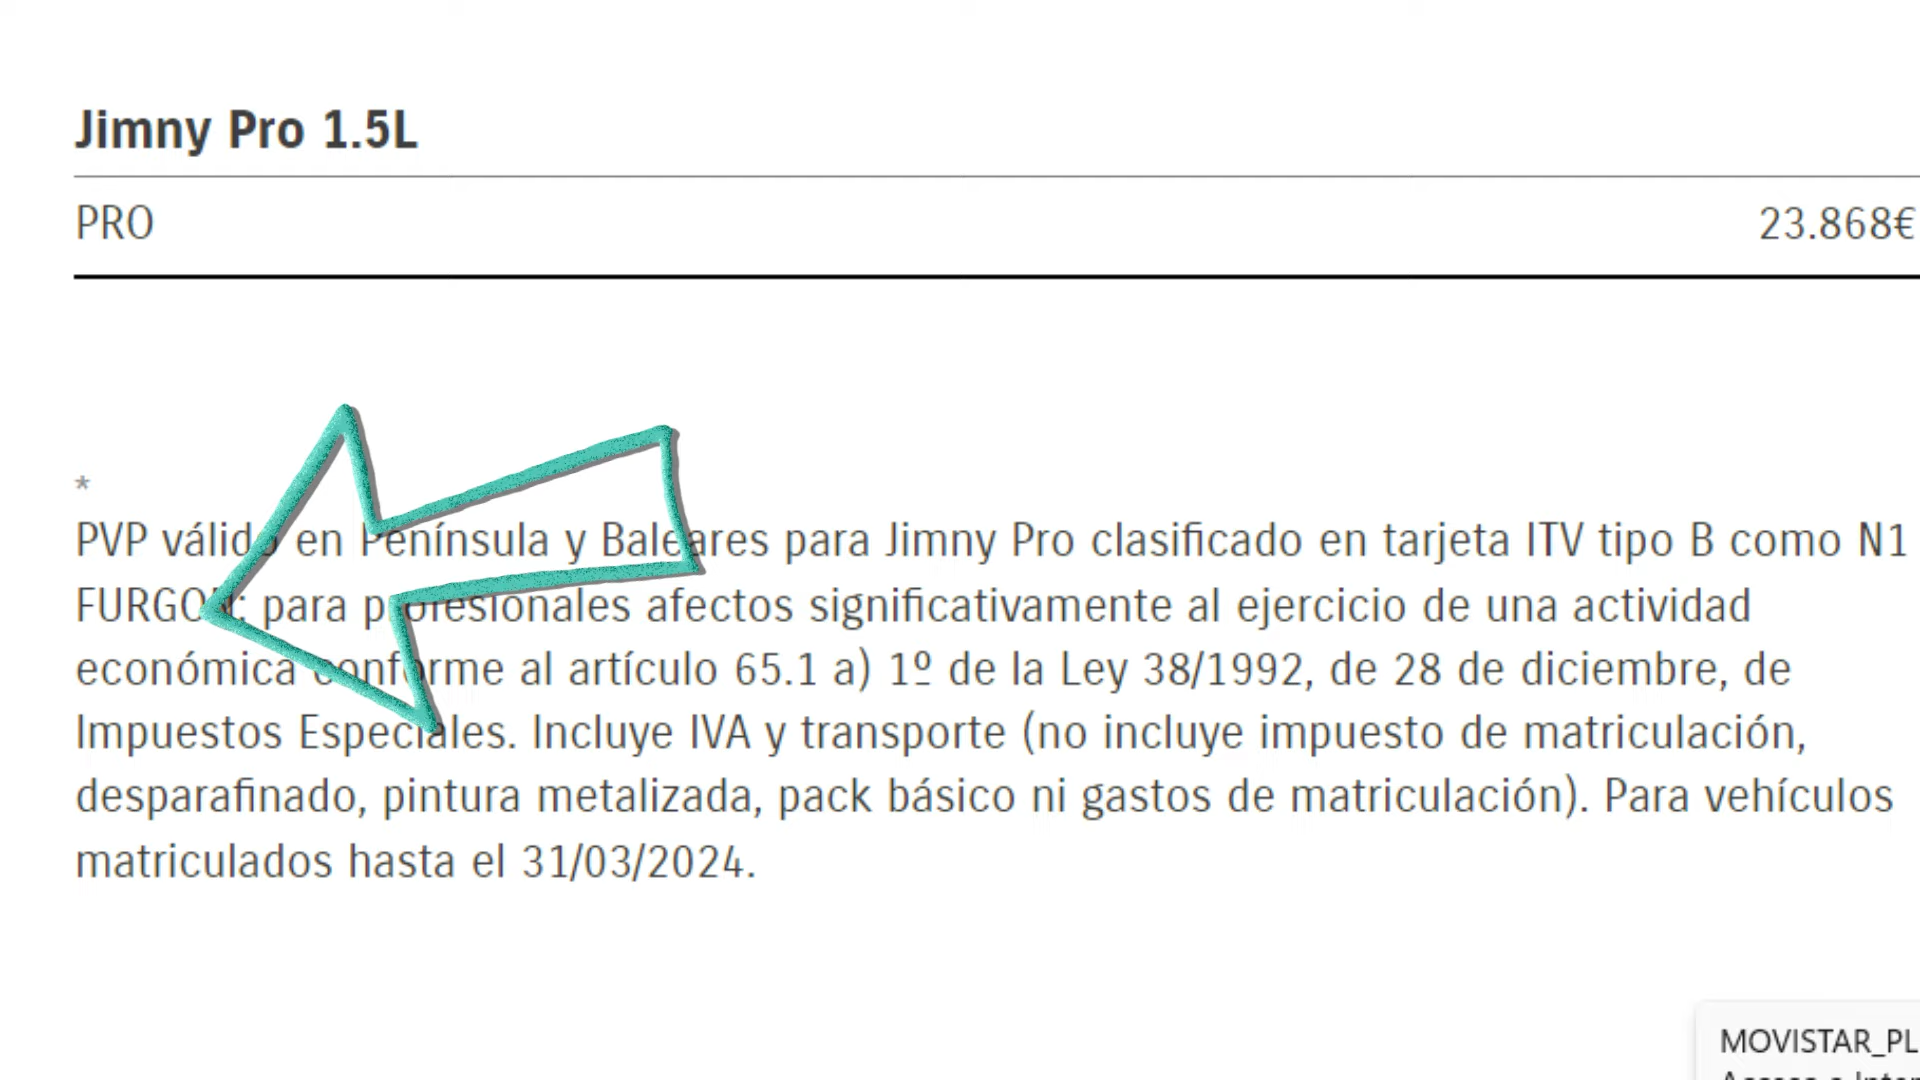 Jimny Pro 1.5L
PRO 23.868€
*
PVP válido en Península y Baleares para Jimny Pro clasificado en tarjeta ITV tipo B como N1
FURGÓN: para profesionales afectos significativamente al ejercicio de una actividad
económica conforme al artículo 65.1 a) 1º de la Ley 38/1992, de 28 de diciembre, de
Impuestos Especiales. Incluye IVA y transporte (no incluye impuesto de matriculación,
desparafinado, pintura metalizada, pack básico ni gastos de matriculación). Para vehículos
matriculados hasta el 31/03/2024.
MOVISTAR_PL